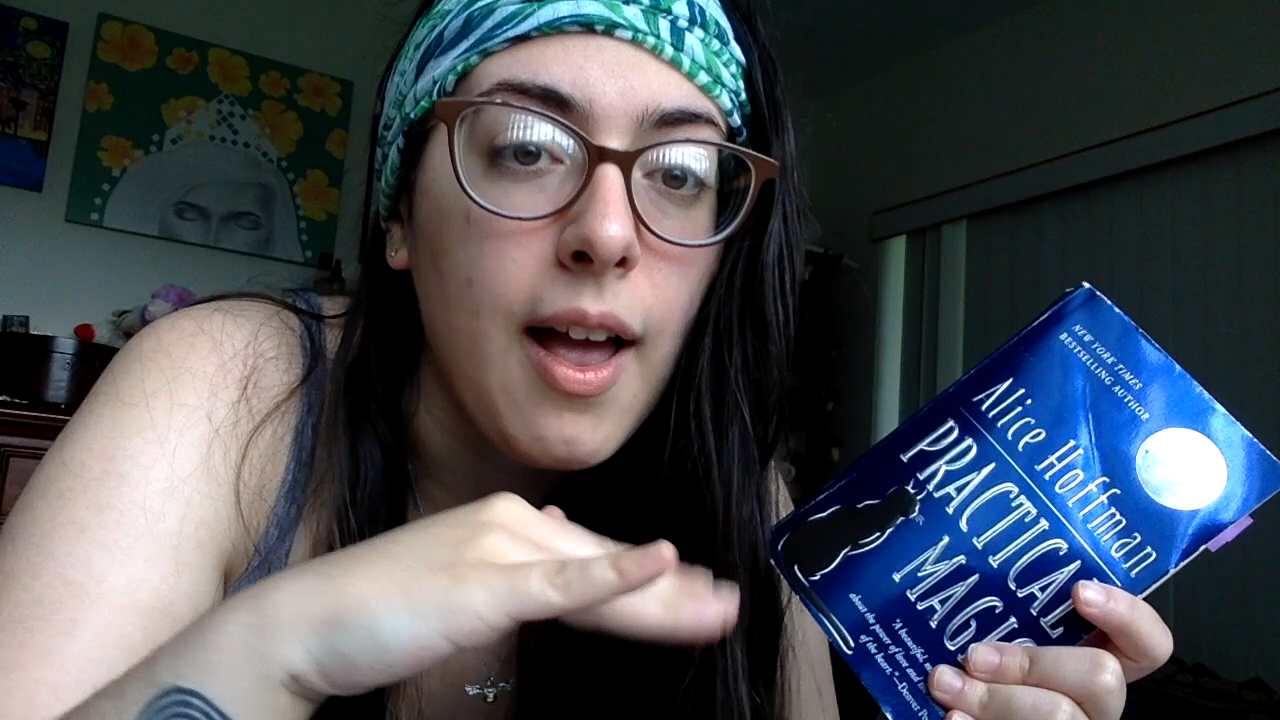 NEW YORK TIMES
BESTSELLING AUTHOR
Alice Hoffman
PRACTICAL
MAGIC
"A beautiful,
about the power of love and
of the heart."—Denver